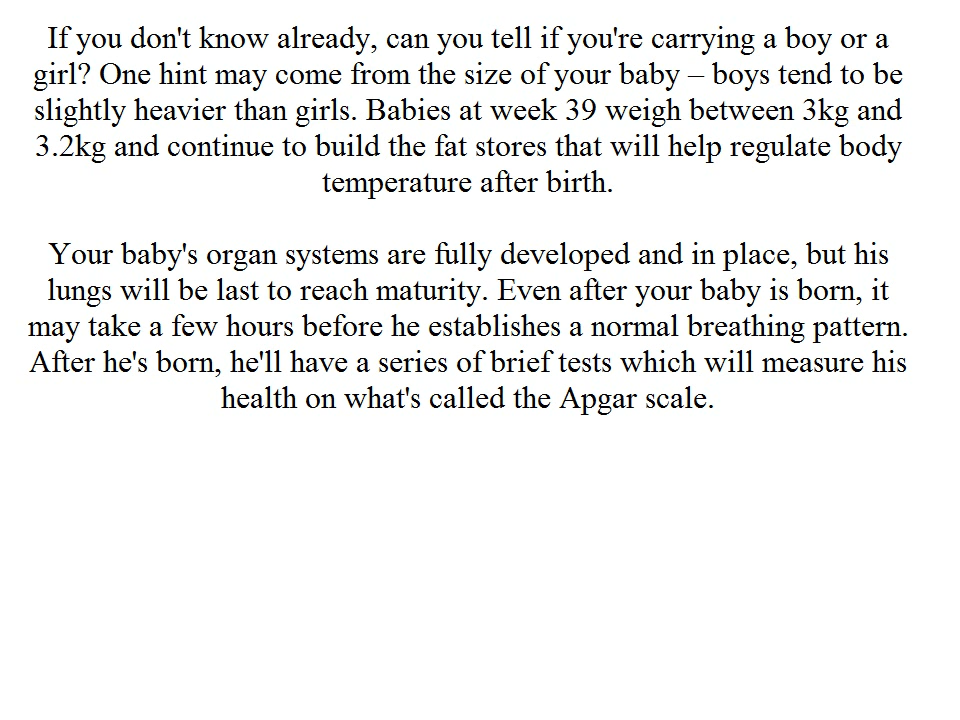 If you don't know already, can you tell if you're carrying a boy or a
girl? One hint may come from the size of your baby – boys tend to be
slightly heavier than girls. Babies at week 39 weigh between 3kg and
3.2kg and continue to build the fat stores that will help regulate body
temperature after birth.
Your baby's organ systems are fully developed and in place, but his
lungs will be last to reach maturity. Even after your baby is born, it
may take a few hours before he establishes a normal breathing pattern.
After he's born, he'll have a series of brief tests which will measure his
health on what's called the Apgar scale.